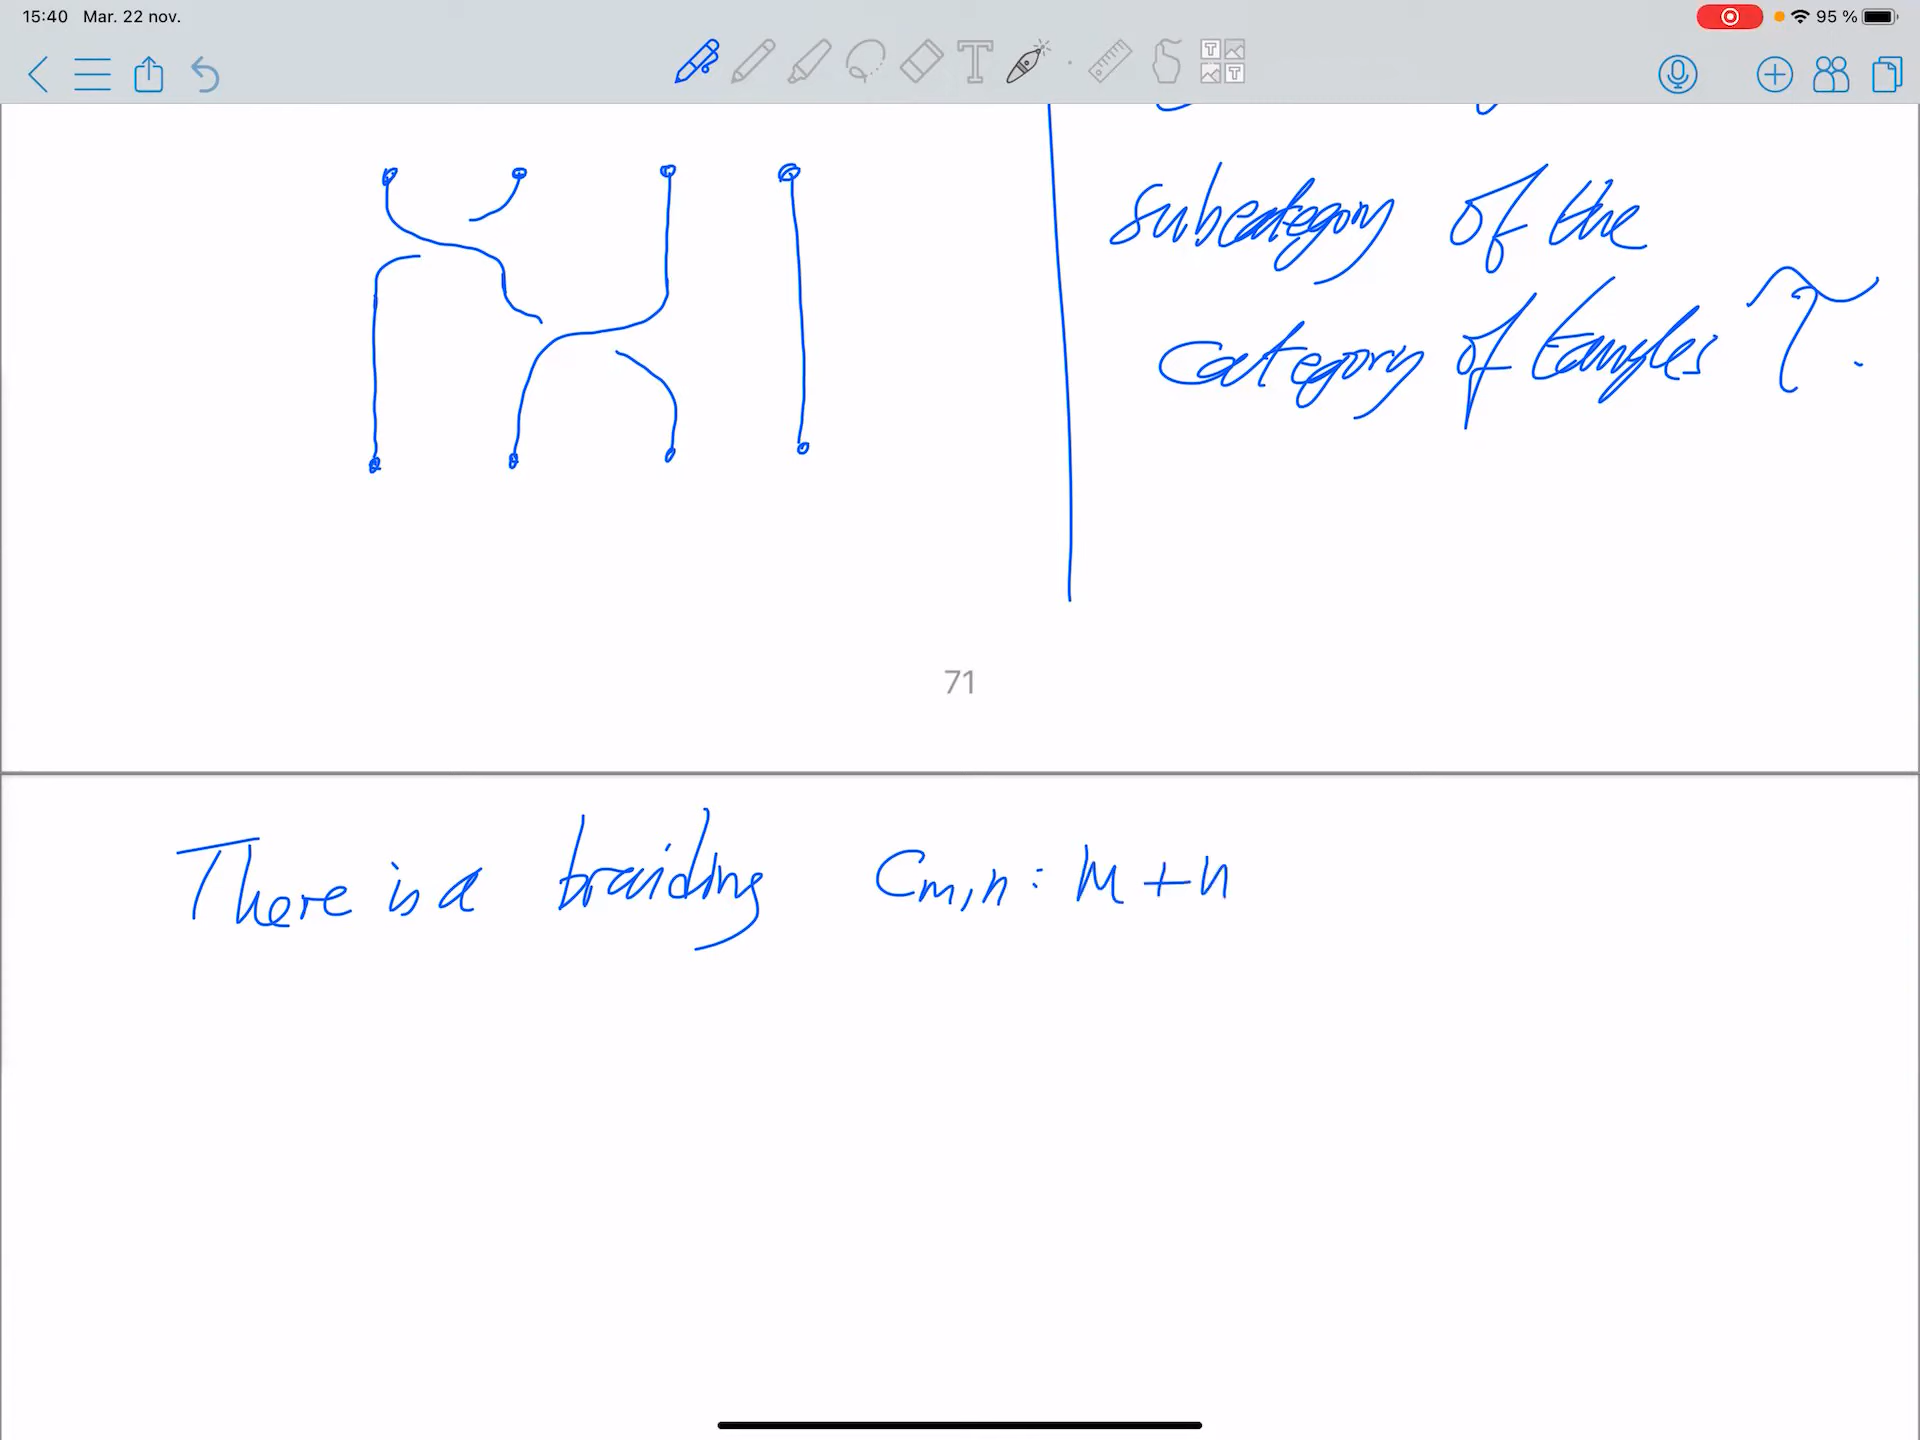 15:40 Mar. 22 nov.
95 %
subcategory of the
category of tangles T.
71
There is a braiding Cm,n : m + n